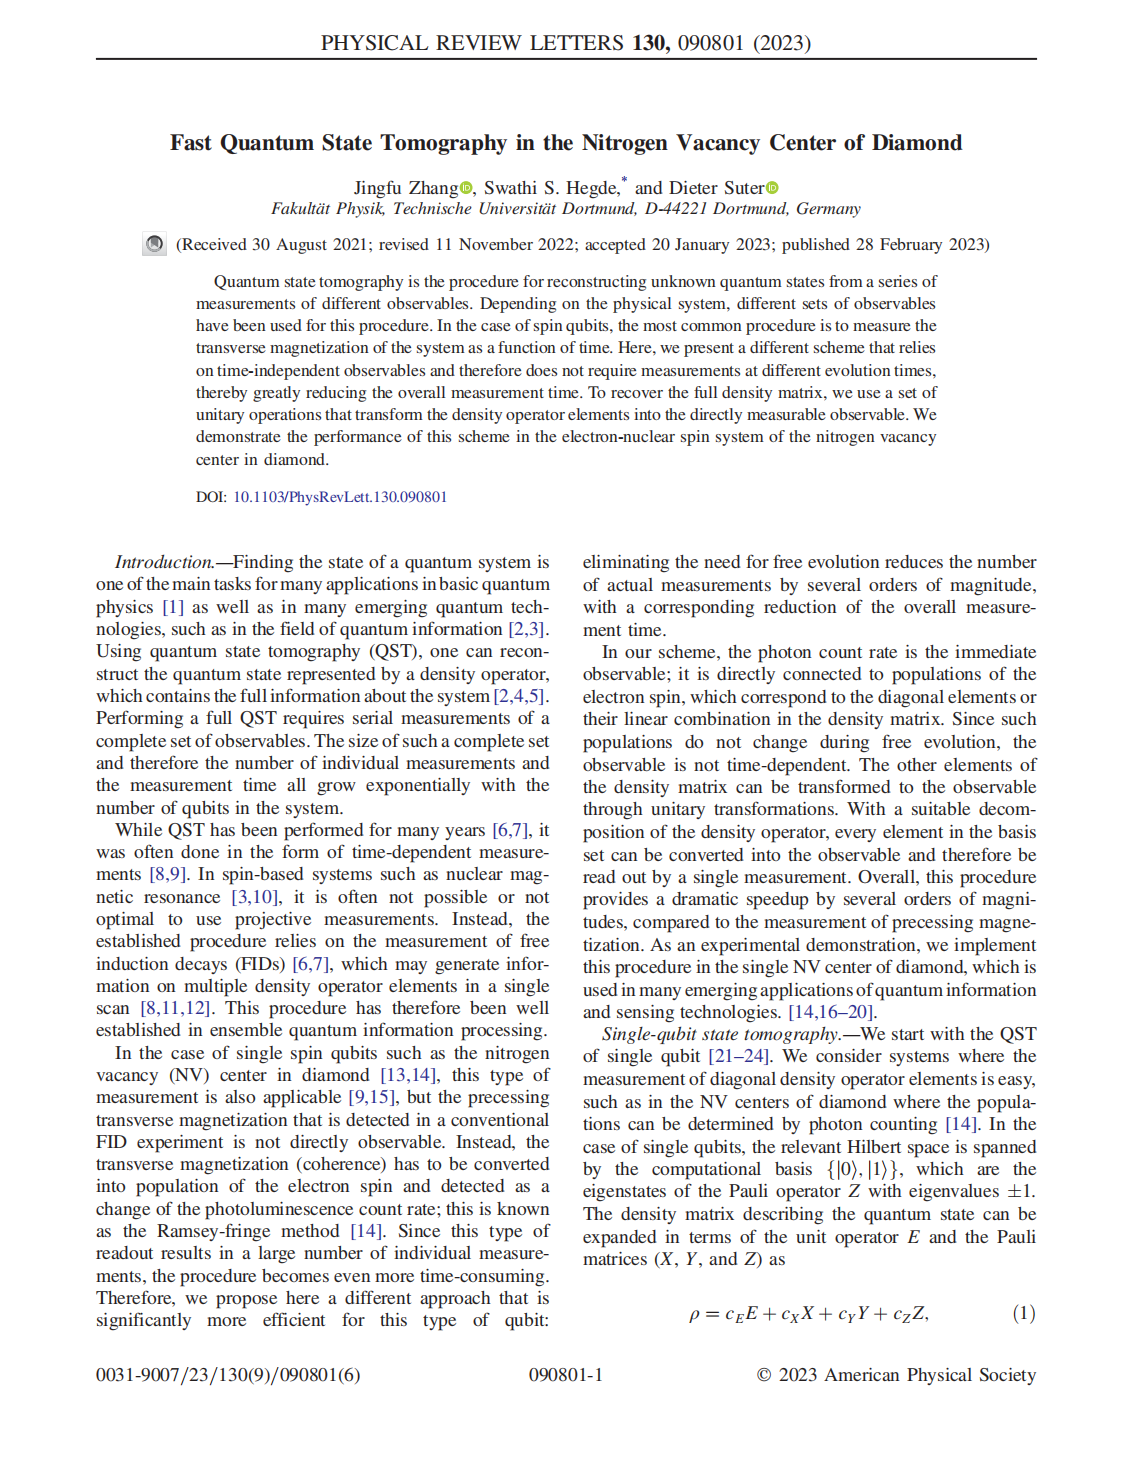 PHYSICAL REVIEW LETTERS 130, 090801 (2023)
Fast Quantum State Tomography in the Nitrogen Vacancy Center of Diamond
Jingfu Zhang, Swathi S. Hegde,* and Dieter Suter
Fakultät Physik, Technische Universität Dortmund, D-44221 Dortmund, Germany
(Received 30 August 2021; revised 11 November 2022; accepted 20 January 2023; published 28 February 2023)
Quantum state tomography is the procedure for reconstructing unknown quantum states from a series of
measurements of different observables. Depending on the physical system, different sets of observables
have been used for this procedure. In the case of spin qubits, the most common procedure is to measure the
transverse magnetization of the system as a function of time. Here, we present a different scheme that relies
on time-independent observables and therefore does not require measurements at different evolution times,
thereby greatly reducing the overall measurement time. To recover the full density matrix, we use a set of
unitary operations that transform the density operator elements into the directly measurable observable. We
demonstrate the performance of this scheme in the electron-nuclear spin system of the nitrogen vacancy
center in diamond.
DOI: 10.1103/PhysRevLett.130.090801
Introduction.—Finding the state of a quantum system is
one of the main tasks for many applications in basic quantum
physics [1] as well as in many emerging quantum tech-
nologies, such as in the field of quantum information [2,3].
Using quantum state tomography (QST), one can recon-
struct the quantum state represented by a density operator,
which contains the full information about the system [2,4,5].
Performing a full QST requires serial measurements of a
complete set of observables. The size of such a complete set
and therefore the number of individual measurements and
the measurement time all grow exponentially with the
number of qubits in the system.
While QST has been performed for many years [6,7], it
was often done in the form of time-dependent measure-
ments [8,9]. In spin-based systems such as nuclear mag-
netic resonance [3,10], it is often not possible or not
optimal to use projective measurements. Instead, the
established procedure relies on the measurement of free
induction decays (FIDs) [6,7], which may generate infor-
mation on multiple density operator elements in a single
scan [8,11,12]. This procedure has therefore been well
established in ensemble quantum information processing.
In the case of single spin qubits such as the nitrogen
vacancy (NV) center in diamond [13,14], this type of
measurement is also applicable [9,15], but the precessing
transverse magnetization that is detected in a conventional
FID experiment is not directly observable. Instead, the
transverse magnetization (coherence) has to be converted
into population of the electron spin and detected as a
change of the photoluminescence count rate; this is known
as the Ramsey-fringe method [14]. Since this type of
readout results in a large number of individual measure-
ments, the procedure becomes even more time-consuming.
Therefore, we propose here a different approach that is
significantly more efficient for this type of qubit:
eliminating the need for free evolution reduces the number
of actual measurements by several orders of magnitude,
with a corresponding reduction of the overall measure-
ment time.
In our scheme, the photon count rate is the immediate
observable; it is directly connected to populations of the
electron spin, which correspond to the diagonal elements or
their linear combination in the density matrix. Since such
populations do not change during free evolution, the
observable is not time-dependent. The other elements of
the density matrix can be transformed to the observable
through unitary transformations. With a suitable decom-
position of the density operator, every element in the basis
set can be converted into the observable and therefore be
read out by a single measurement. Overall, this procedure
provides a dramatic speedup by several orders of magni-
tudes, compared to the measurement of precessing magne-
tization. As an experimental demonstration, we implement
this procedure in the single NV center of diamond, which is
used in many emerging applications of quantum information
and sensing technologies. [14,16–20].
Single-qubit state tomography.—We start with the QST
of single qubit [21–24]. We consider systems where the
measurement of diagonal density operator elements is easy,
such as in the NV centers of diamond where the popula-
tions can be determined by photon counting [14]. In the
case of single qubits, the relevant Hilbert space is spanned
by the computational basis {|0⟩, |1⟩}, which are the
eigenstates of the Pauli operator Z with eigenvalues ±1.
The density matrix describing the quantum state can be
expanded in terms of the unit operator E and the Pauli
matrices (X, Y, and Z) as
ρ = c_E E + c_X X + c_Y Y + c_Z Z, (1)
0031-9007/23/130(9)/090801(6) 090801-1 © 2023 American Physical Society